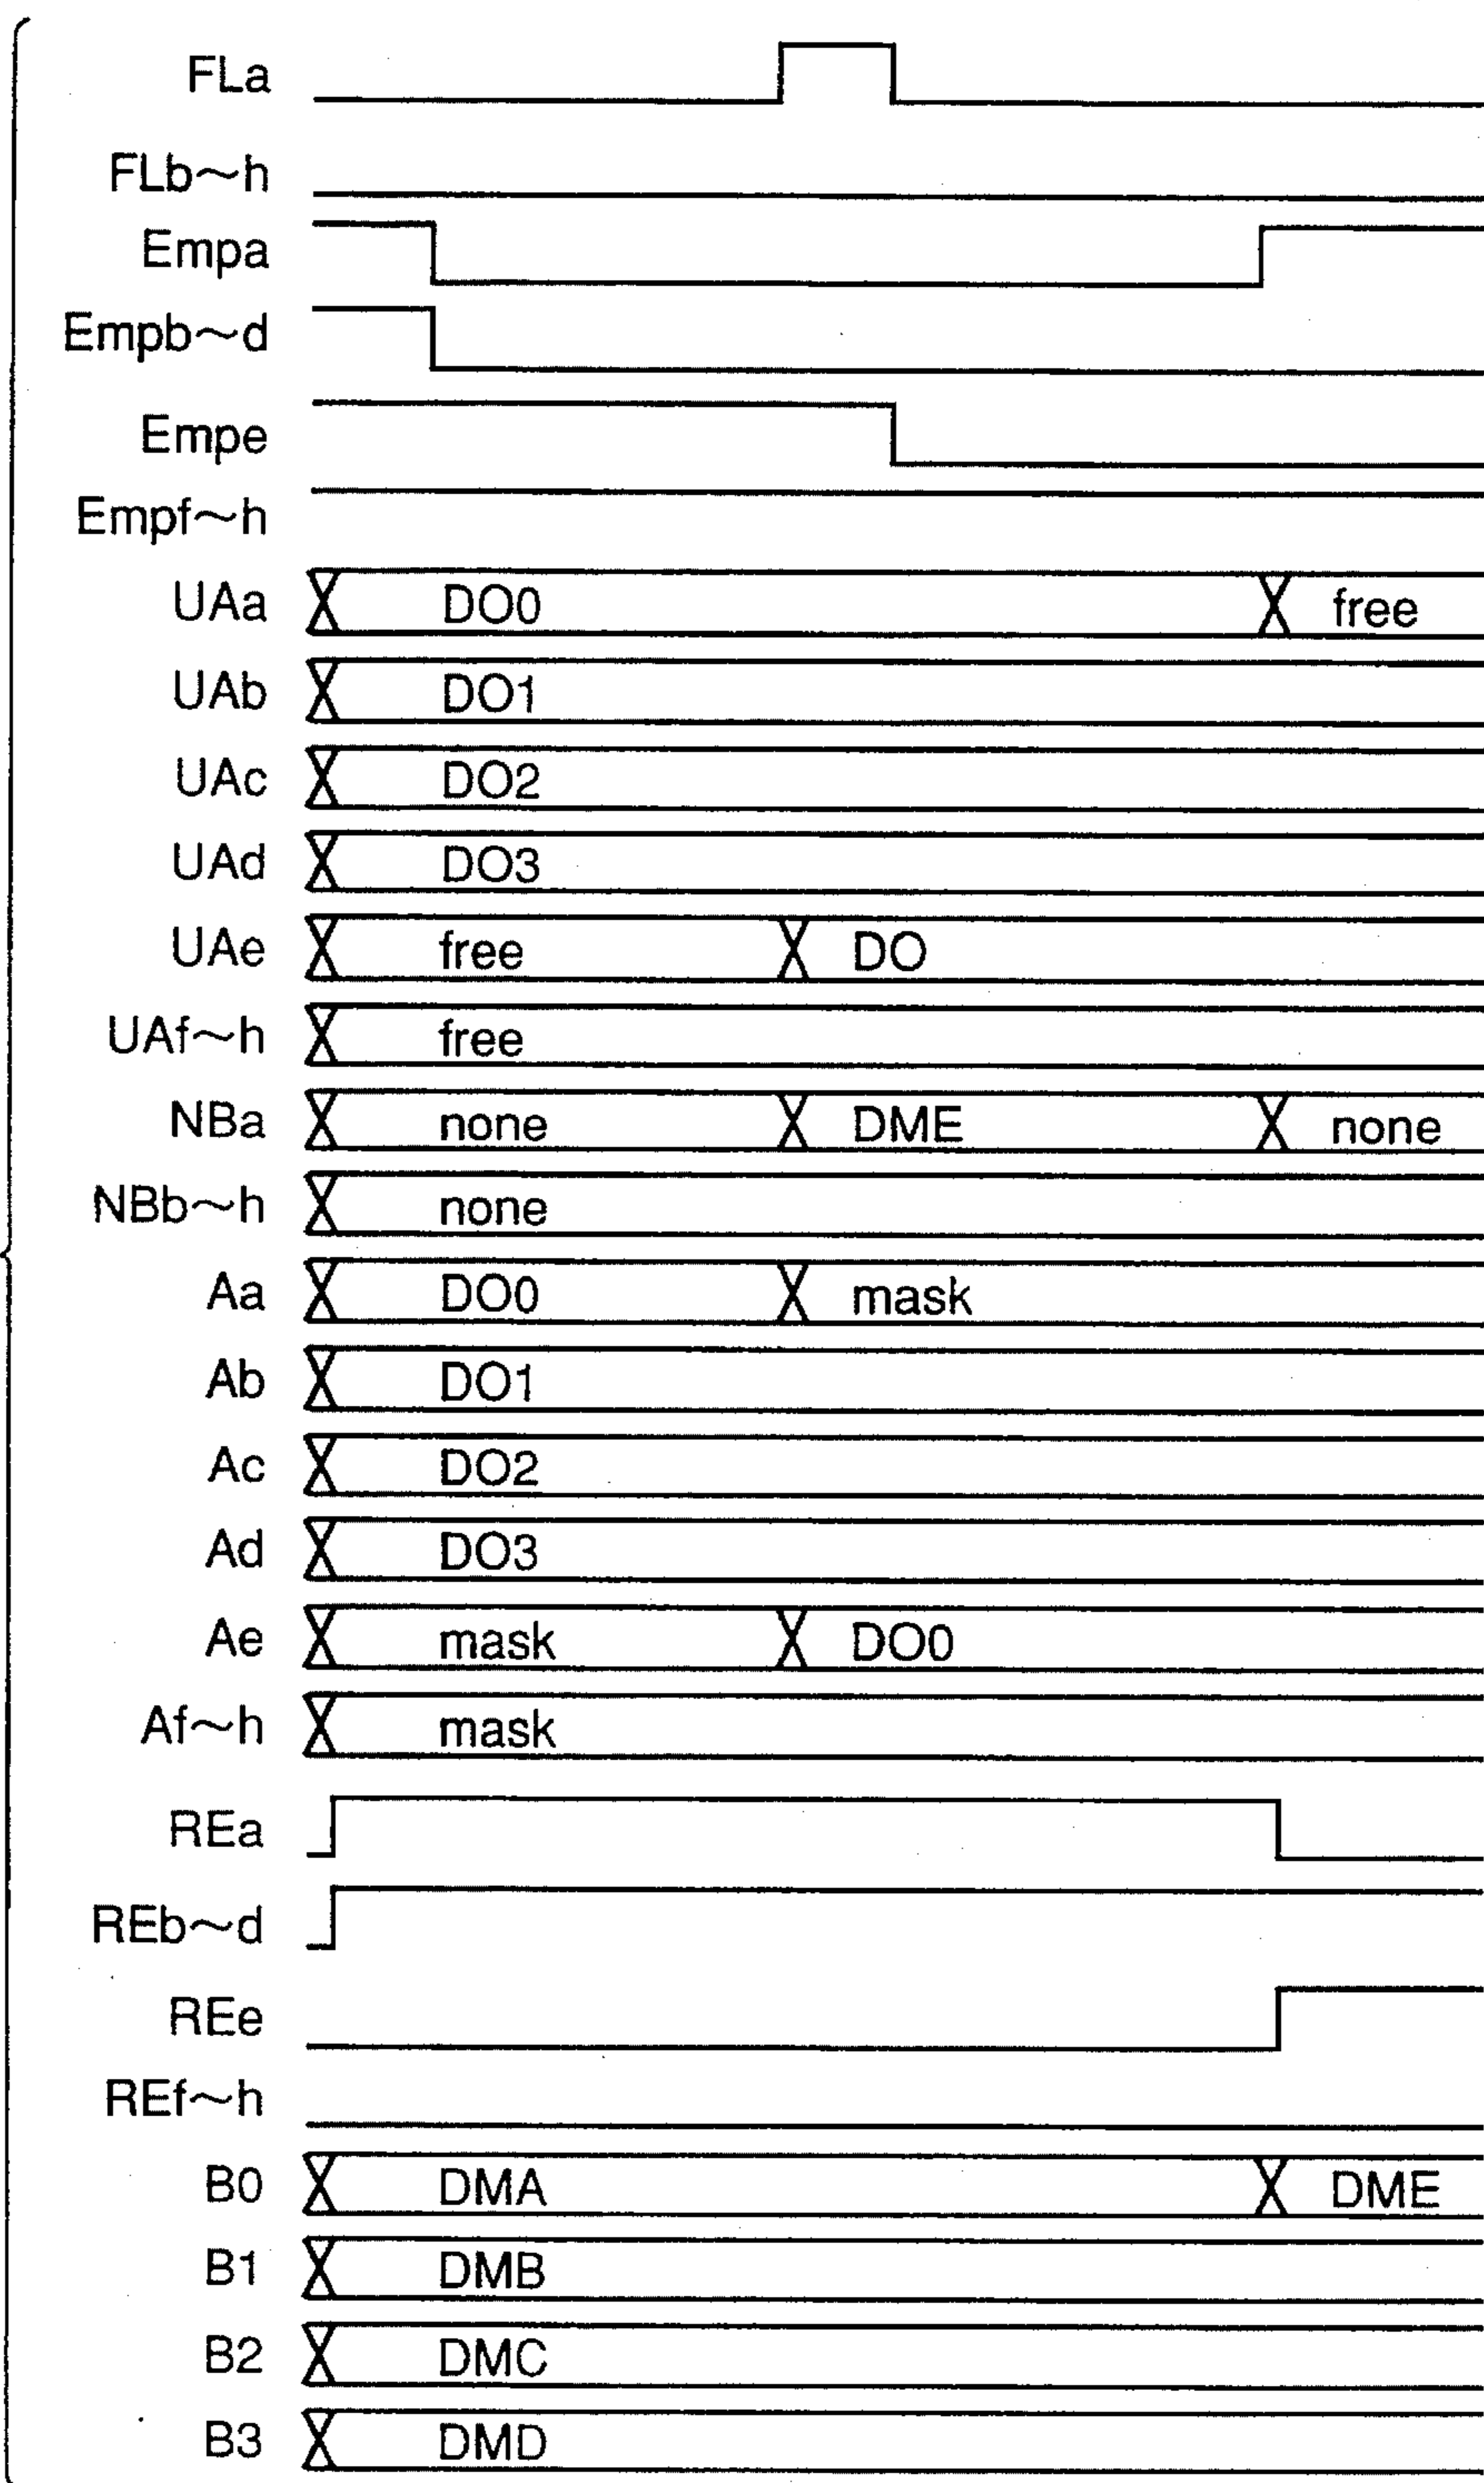 FLa
FLb~h
Empa
Empb~d
Empe
Empf~h
UAa DO0 free
UAb DO1
UAc DO2
UAd DO3
UAe free DO
UAf~h free
NBa none DME none
NBb~h none
Aa DO0 mask
Ab DO1
Ac DO2
Ad DO3
Ae mask DO0
Af~h mask
REa
REb~d
REe
REf~h
B0 DMA DME
B1 DMB
B2 DMC
B3 DMD